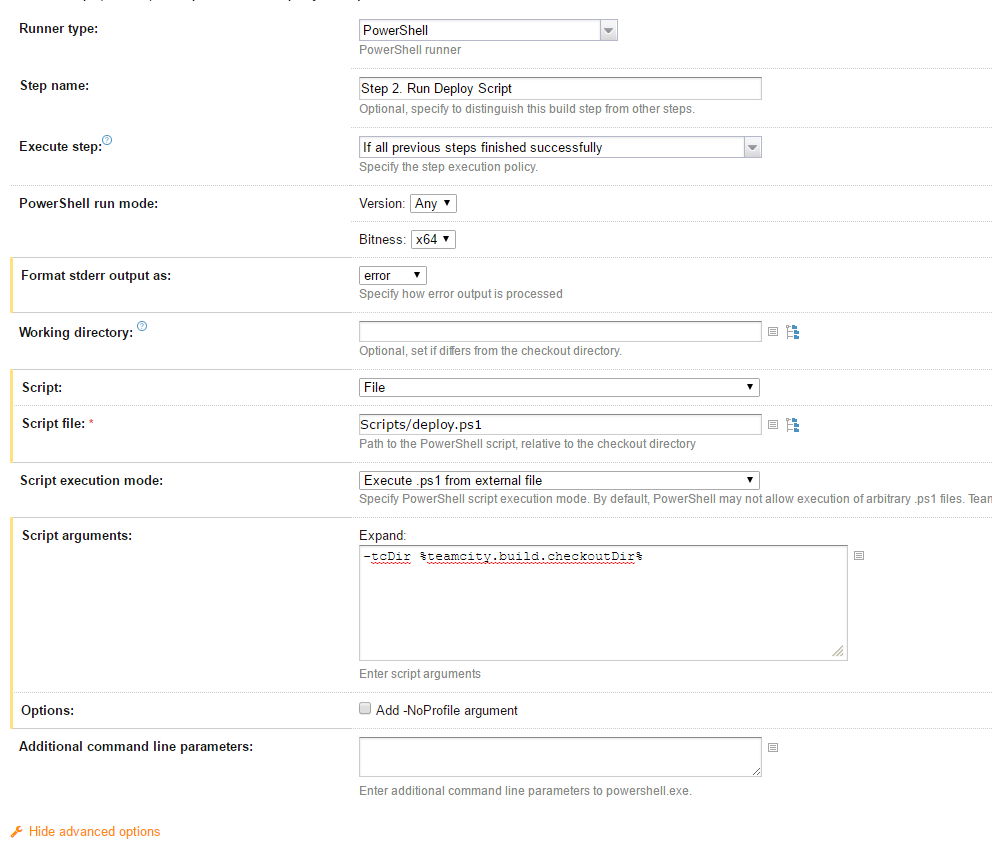 Runner type:
PowerShell
PowerShell runner
Step name:
Step 2. Run Deploy Script
Optional, specify to distinguish this build step from other steps.
Execute step:
If all previous steps finished successfully
Specify the step execution policy.
PowerShell run mode:
Version: Any
Bitness: x64
Format stderr output as:
error
Specify how error output is processed
Working directory:
Optional, set if differs from the checkout directory.
Script:
File
Script file: *
Scripts/deploy.ps1
Path to the PowerShell script, relative to the checkout directory
Script execution mode:
Execute .ps1 from external file
Specify PowerShell script execution mode. By default, PowerShell may not allow execution of arbitrary .ps1 files. Tean
Script arguments:
Expand:
-tcDir %teamcity.build.checkoutDir%
Enter script arguments
Options:
Add -NoProfile argument
Additional command line parameters:
Enter additional command line parameters to powershell.exe.
Hide advanced options